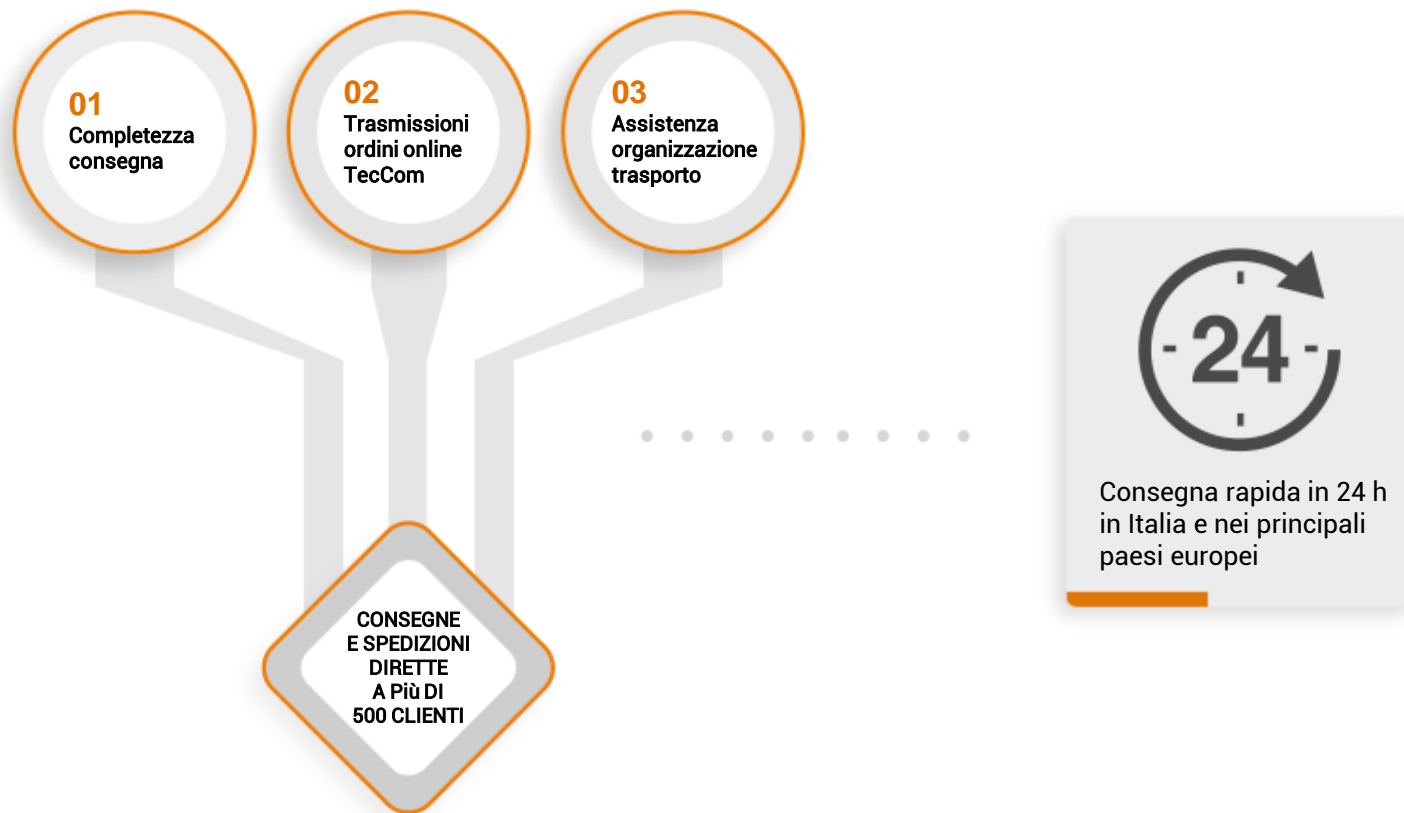 01
Completezza
consegna
02
Trasmissioni
ordini online
TecCom
03
Assistenza
organizzazione
trasporto
24
Consegna rapida in 24 h
in Italia e nei principali
paesi europei
CONSEGNE
E SPEDIZIONI
DIRETTE
A Più DI
500 CLIENTI